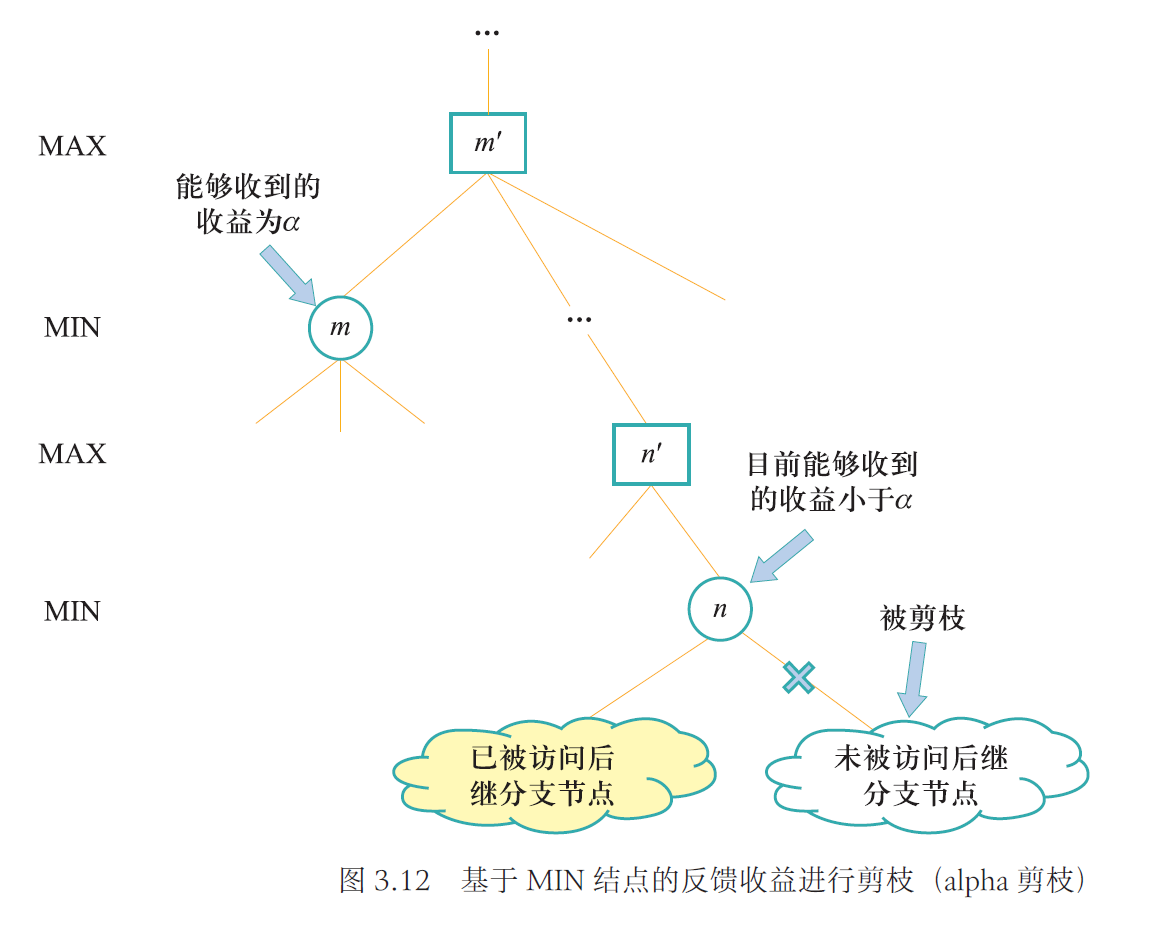 ...
MAX
m′
能够收到的
收益为α
MIN
m
...
MAX
n′
目前能够收到
的收益小于α
MIN
n
被剪枝
已被访问后
继分支节点
未被访问后继
分支节点
图 3.12 基于 MIN 结点的反馈收益进行剪枝（alpha 剪枝）